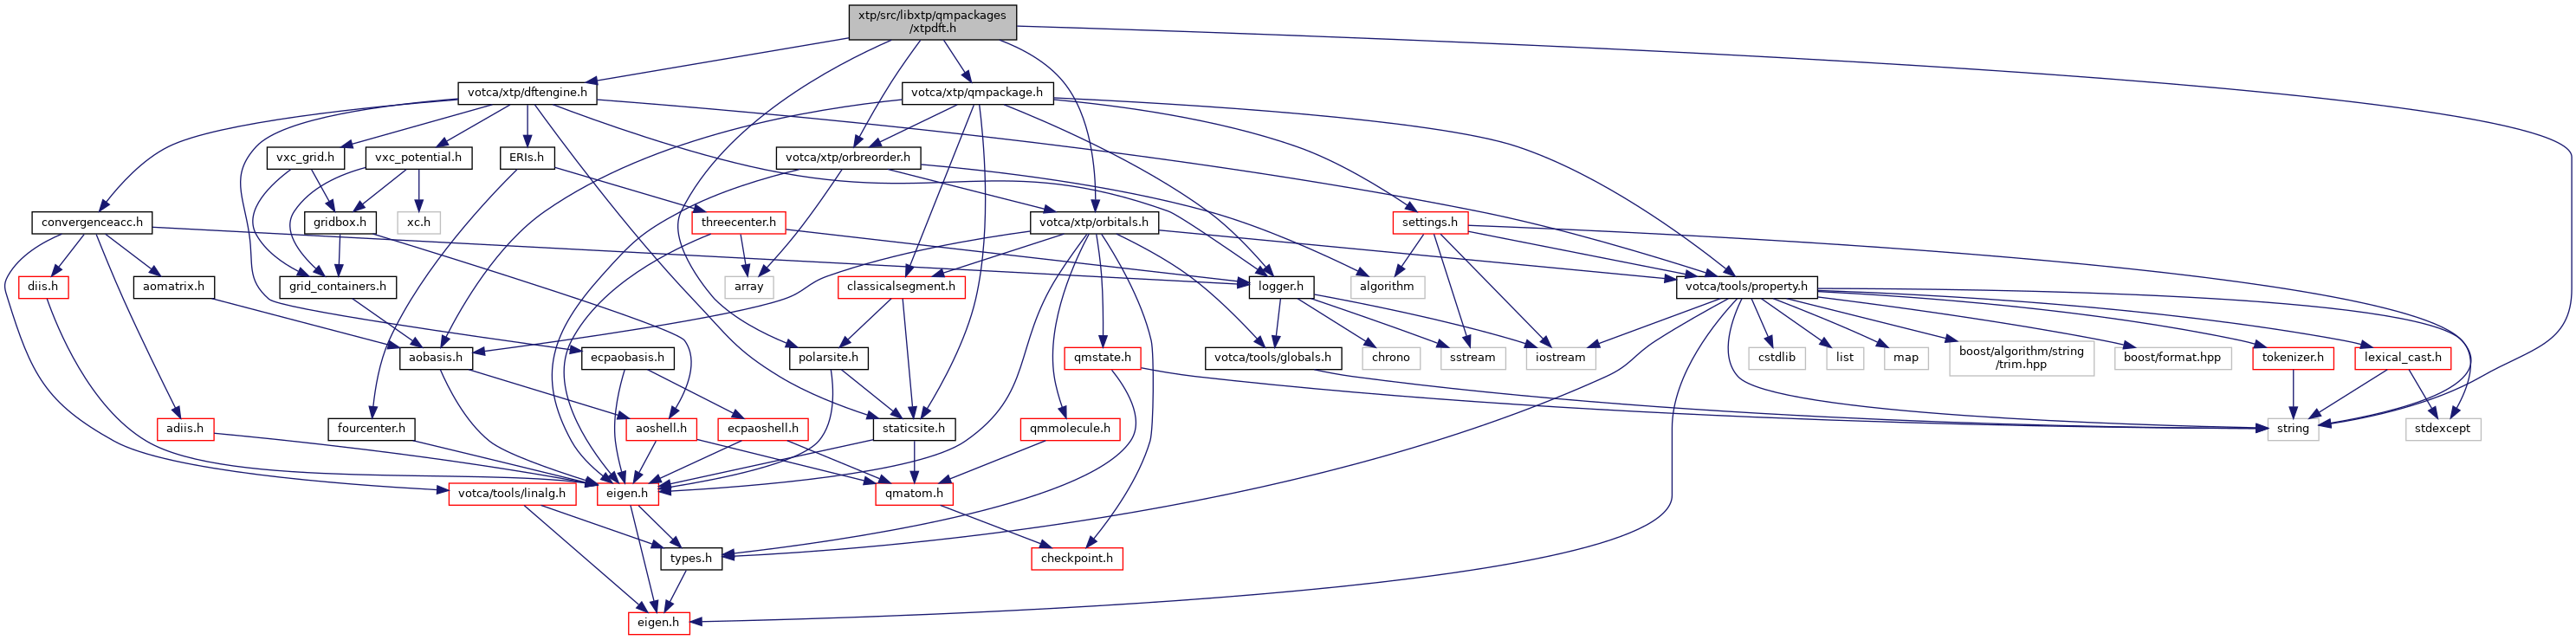 xtp/src/libxtp/qmpackages
/xtpdft.h
votca/xtp/dftengine.h
votca/xtp/qmpackage.h
vxc_grid.h
vxc_potential.h
ERIs.h
votca/xtp/orbreorder.h
convergenceacc.h
gridbox.h
xc.h
threecenter.h
votca/xtp/orbitals.h
settings.h
diis.h
aomatrix.h
grid_containers.h
array
classicalsegment.h
logger.h
algorithm
votca/tools/property.h
aobasis.h
ecpaobasis.h
polarsite.h
qmstate.h
votca/tools/globals.h
chrono
sstream
iostream
cstdlib
list
map
boost/algorithm/string
/trim.hpp
boost/format.hpp
tokenizer.h
lexical_cast.h
adiis.h
fourcenter.h
aoshell.h
ecpaoshell.h
staticsite.h
qmmolecule.h
string
stdexcept
votca/tools/linalg.h
eigen.h
qmatom.h
types.h
checkpoint.h
eigen.h